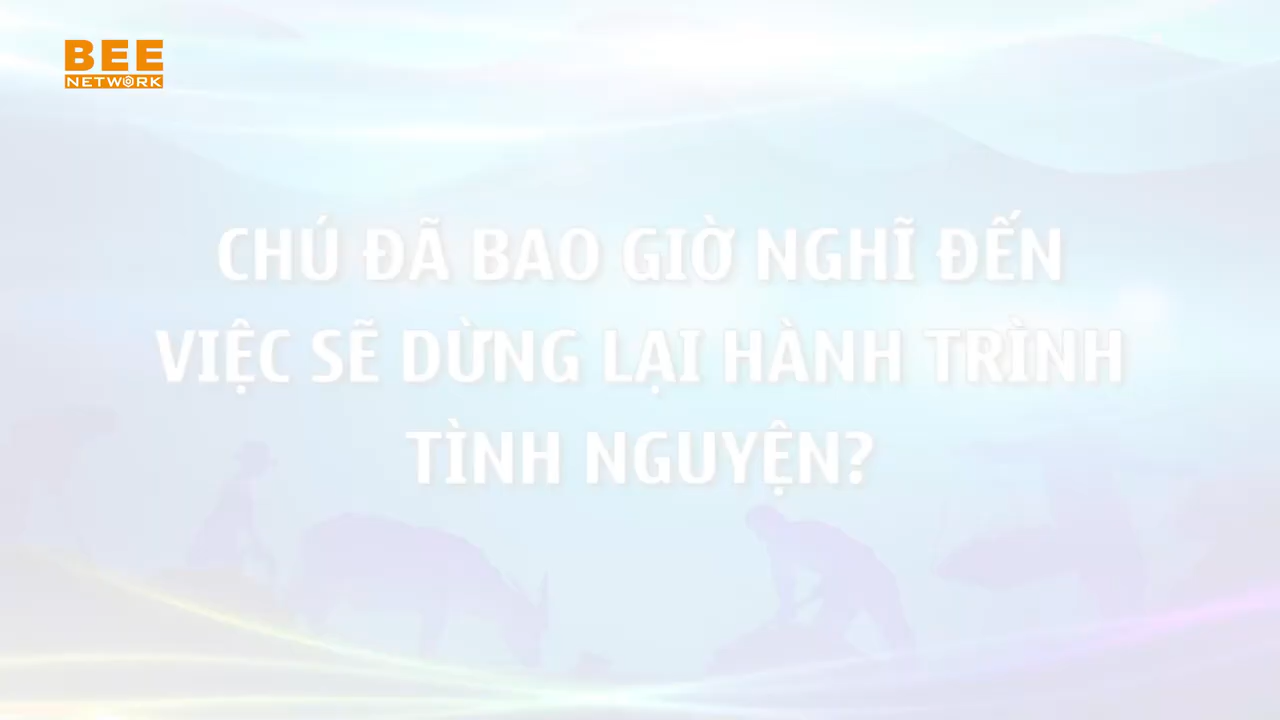 BEE
NETWORK
CHÚ ĐÃ BAO GIỜ NGHĨ ĐẾN
VIỆC SẼ DỪNG LẠI HÀNH TRÌNH
TÌNH NGUYỆN?